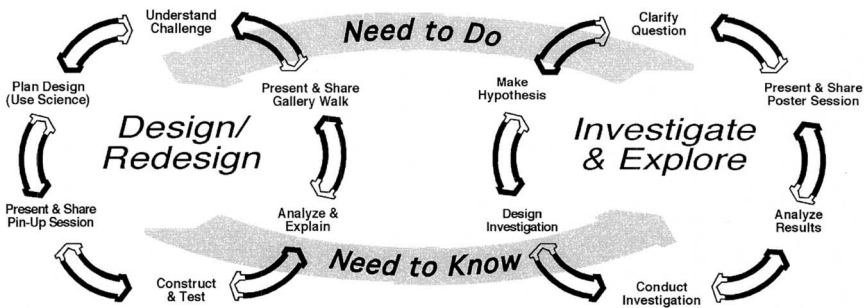 Understand
Challenge
Need to Do
Clarify
Question
Plan Design
(Use Science)
Present & Share
Gallery Walk
Make
Hypothesis
Present & Share
Poster Session
Design/
Redesign
Investigate
& Explore
Present & Share
Pin-Up Session
Analyze &
Explain
Design
Investigation
Analyze
Results
Need to Know
Construct
& Test
Conduct
Investigation